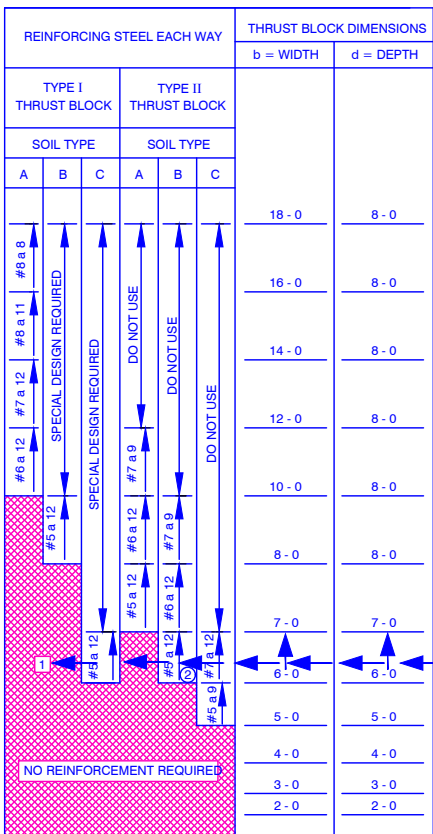 REINFORCING STEEL EACH WAY
THRUST BLOCK DIMENSIONS
b = WIDTH
d = DEPTH
TYPE I
THRUST BLOCK
TYPE II
THRUST BLOCK
SOIL TYPE
SOIL TYPE
A
B
C
A
B
C
#8 a 8
#8 a 11
#7 a 12
#6 a 12
SPECIAL DESIGN REQUIRED
#5 a 12
SPECIAL DESIGN REQUIRED
#5 a 12
DO NOT USE
#7 a 9
#6 a 12
#5 a 12
DO NOT USE
#7 a 9
#6 a 12
#5 a 12
DO NOT USE
#7 a 12
#5 a 9
18 - 0
8 - 0
16 - 0
8 - 0
14 - 0
8 - 0
12 - 0
8 - 0
10 - 0
8 - 0
8 - 0
8 - 0
7 - 0
7 - 0
1
2
6 - 0
6 - 0
5 - 0
5 - 0
4 - 0
4 - 0
NO REINFORCEMENT REQUIRED
3 - 0
3 - 0
2 - 0
2 - 0